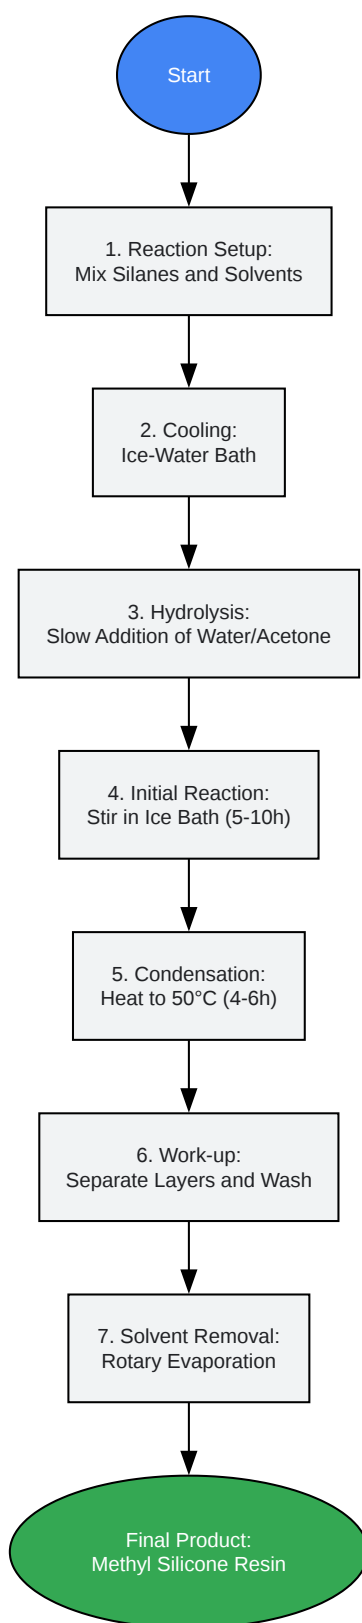 Start
1. Reaction Setup:
Mix Silanes and Solvents
2. Cooling:
Ice-Water Bath
3. Hydrolysis:
Slow Addition of Water/Acetone
4. Initial Reaction:
Stir in Ice Bath (5-10h)
5. Condensation:
Heat to 50°C (4-6h)
6. Work-up:
Separate Layers and Wash
7. Solvent Removal:
Rotary Evaporation
Final Product:
Methyl Silicone Resin